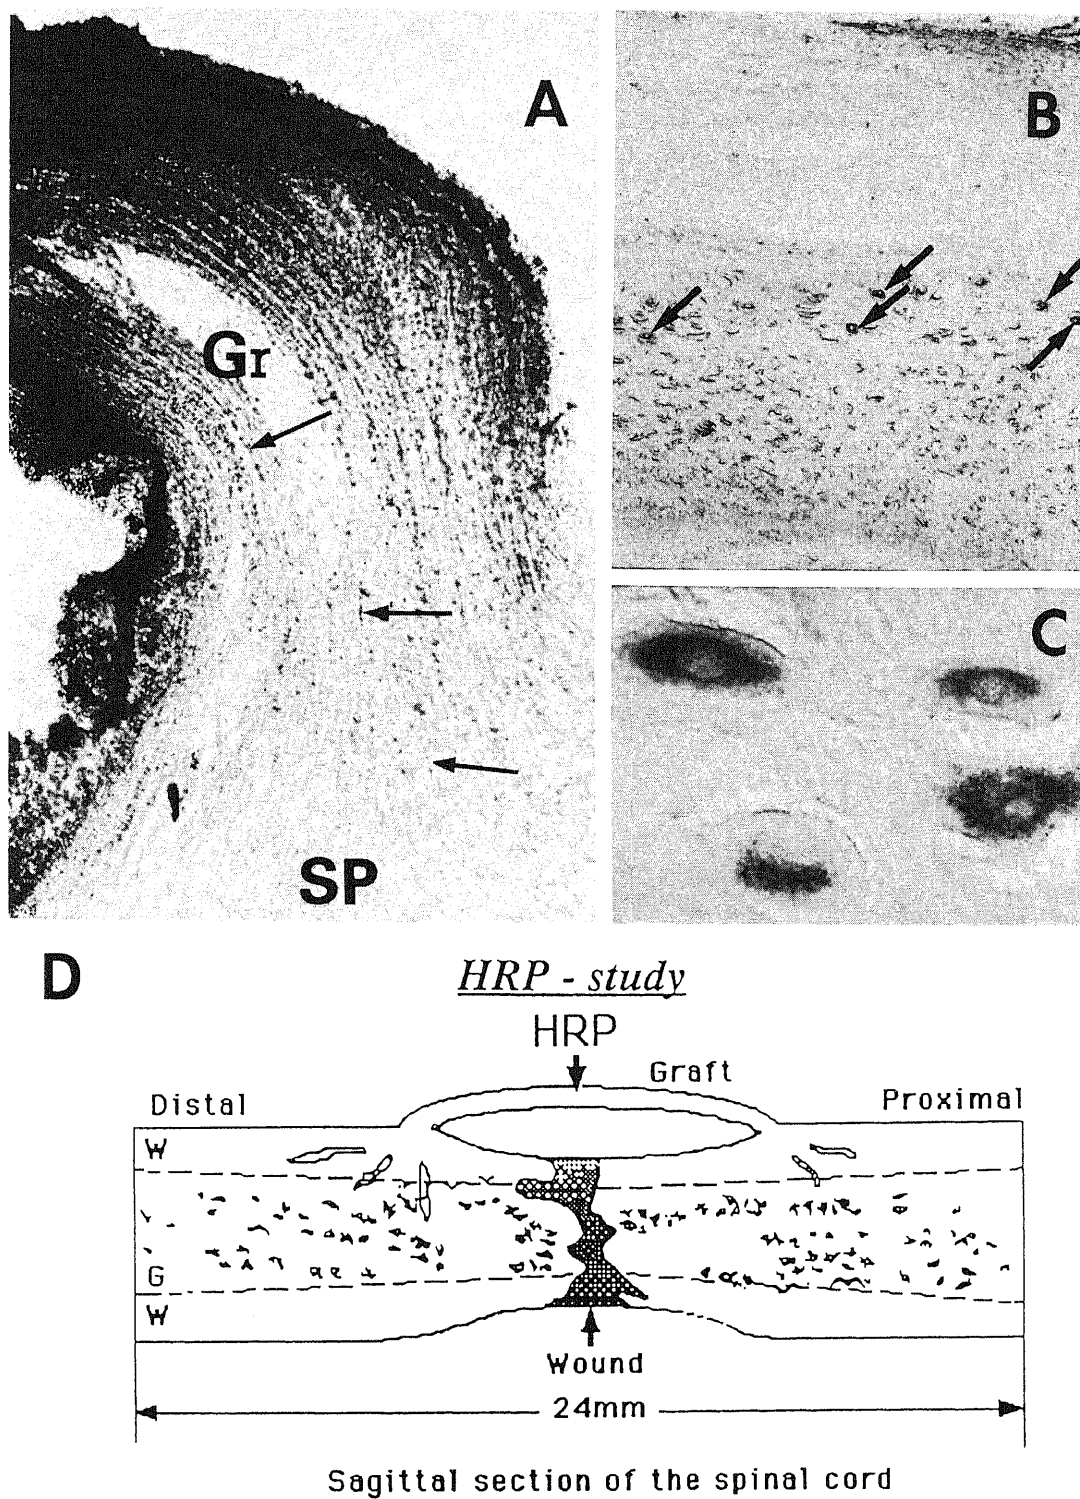 A
Gr
SP
B
C
D
HRP - study
HRP
Graft
Distal
Proximal
W
G
W
Wound
24mm
Sagittal section of the spinal cord